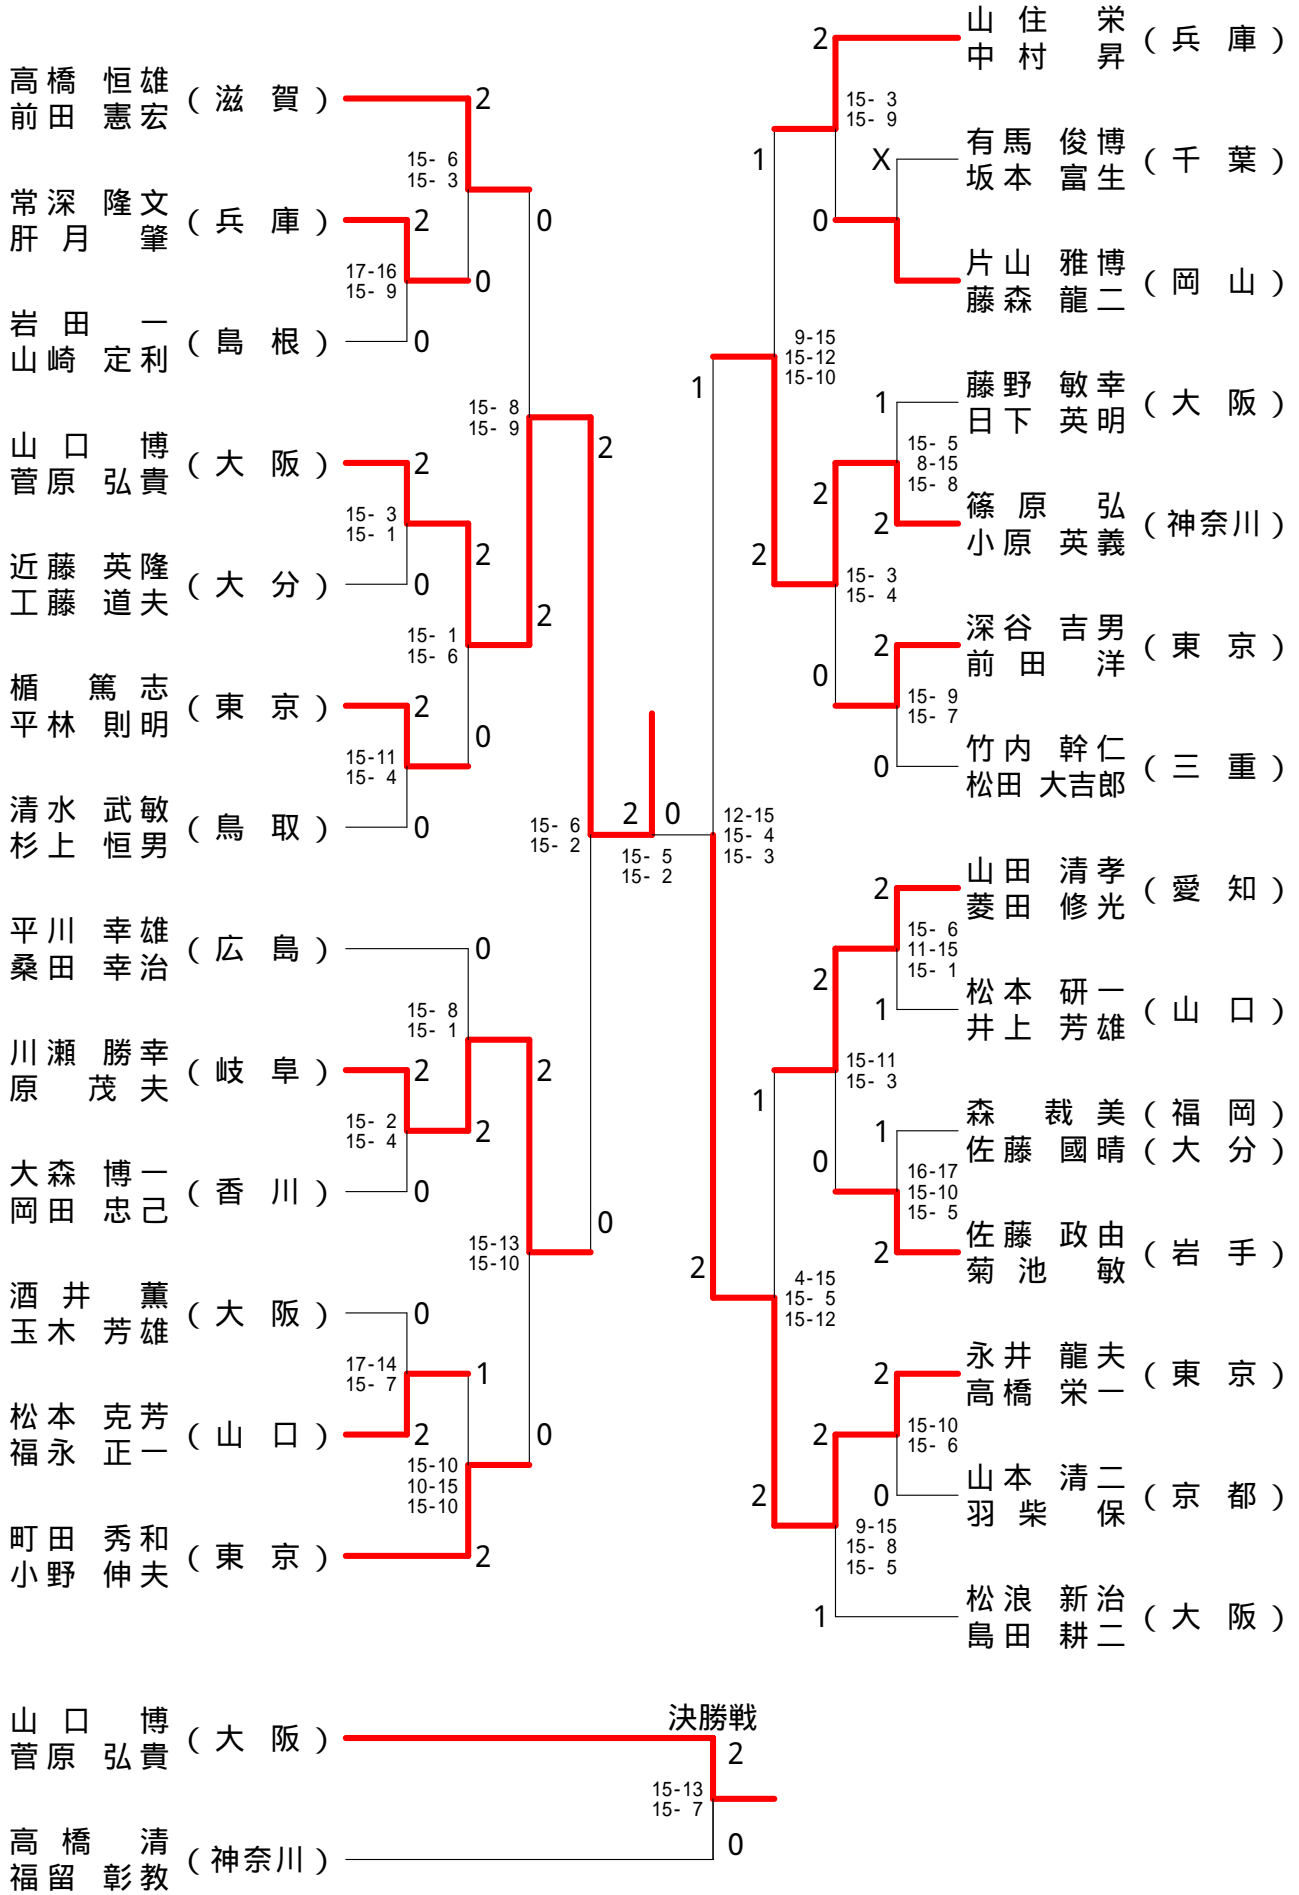 高橋 恒雄
前田 憲宏
(滋 賀)
2
15- 6
15- 3
0
常深 隆文
肝月 肇
(兵 庫)
2
17-16
15- 9
0
岩田 一
山崎 定利
(島 根)
0
15- 8
15- 9
2
山口 博
菅原 弘貴
(大 阪)
2
15- 3
15- 1
2
近藤 英隆
工藤 道夫
(大 分)
0
15- 1
15- 6
2
楯 篤志
平林 則明
(東 京)
2
15-11
15- 4
0
清水 武敏
杉上 恒男
(鳥 取)
0
15- 6
15- 2
2
0
15- 5
15- 2
平川 幸雄
桑田 幸治
(広 島)
0
15- 8
15- 1
川瀬 勝幸
原 茂夫
(岐 阜)
2
2
15- 2
15- 4
2
大森 博一
岡田 忠己
(香 川)
0
15-13
15-10
0
酒井 薫
玉木 芳雄
(大 阪)
0
17-14
15- 7
1
松本 克芳
福永 正一
(山 口)
2
0
15-10
10-15
15-10
町田 秀和
小野 伸夫
(東 京)
2
2
山住 栄
中村 昇
(兵 庫)
15- 3
15- 9
1
X
有馬 俊博
坂本 富生
(千 葉)
0
片山 雅博
藤森 龍二
(岡 山)
9-15
15-12
15-10
1
1
藤野 敏幸
日下 英明
(大 阪)
15- 5
8-15
15- 8
2
2
篠原 弘
小原 英義
(神奈川)
2
15- 3
15- 4
2
深谷 吉男
前田 洋
(東 京)
0
15- 9
15- 7
0
竹内 幹仁
松田 大吉郎
(三 重)
12-15
15- 4
15- 3
2
山田 清孝
菱田 修光
(愛 知)
15- 6
11-15
15- 1
2
1
松本 研一
井上 芳雄
(山 口)
15-11
15- 3
1
1
森 裁美
(福 岡)
佐藤 國晴
(大 分)
0
16-17
15-10
15- 5
2
佐藤 政由
菊池 敏
(岩 手)
2
4-15
15- 5
15-12
2
永井 龍夫
高橋 栄一
(東 京)
2
15-10
15- 6
2
0
山本 清二
羽柴 保
(京 都)
9-15
15- 8
15- 5
1
松浪 新治
島田 耕二
(大 阪)
決勝戦
山口 博
菅原 弘貴
(大 阪)
2
15-13
15- 7
高橋 清
福留 彰教
(神奈川)
0